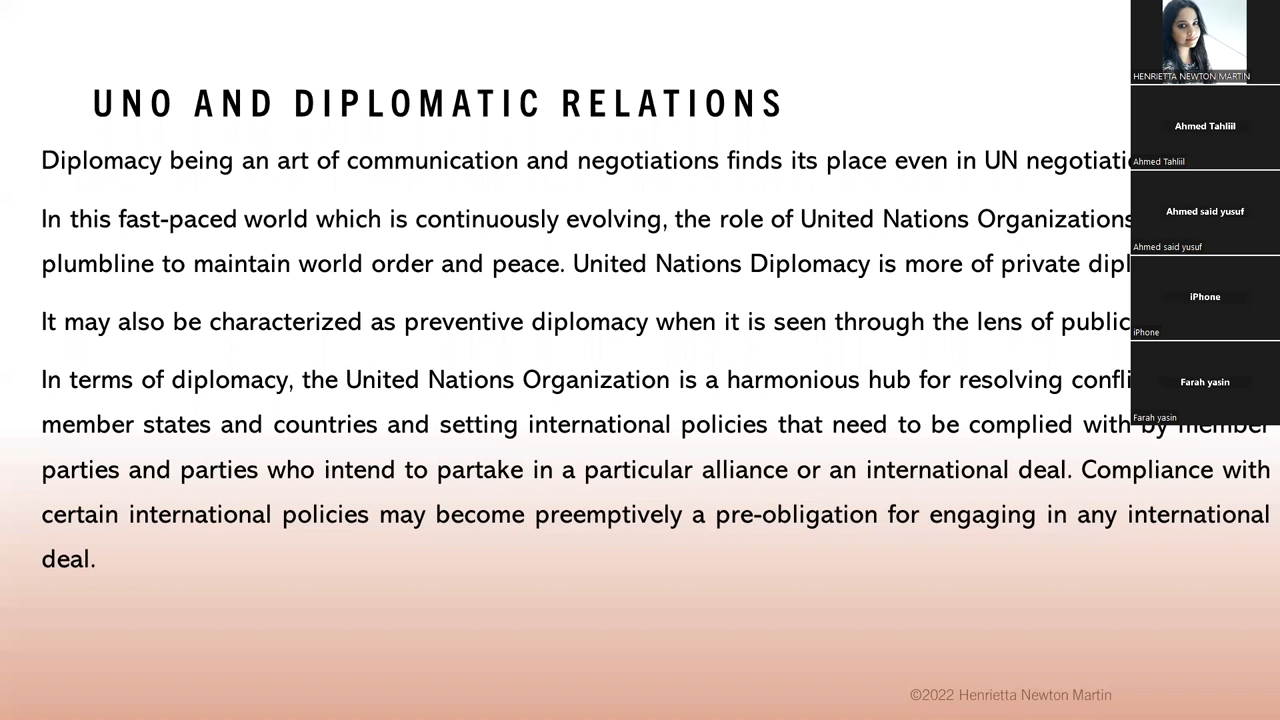 UNO AND DIPLOMATIC RELATIONS
Diplomacy being an art of communication and negotiations finds its place even in UN
In this fast-paced world which is continuously evolving, the role of United Nations Organizations
plumbline to maintain world order and peace. United Nations Diplomacy is more of private
It may also be characterized as preventive diplomacy when it is seen through the lens of public
In terms of diplomacy, the United Nations Organization is a harmonious hub for resolving
member states and countries and setting international policies that need to be complied with by member
parties and parties who intend to partake in a particular alliance or an international deal. Compliance with
certain international policies may become preemptively a pre-obligation for engaging in any international
deal.
©2022 Henrietta Newton Martin
HENRIETTA NEWTON MARTIN
Ahmed Tahliil
Ahmed Tahliil
Ahmed said yusuf
Ahmed said yusuf
iPhone
iPhone
Farah yasin
Farah yasin